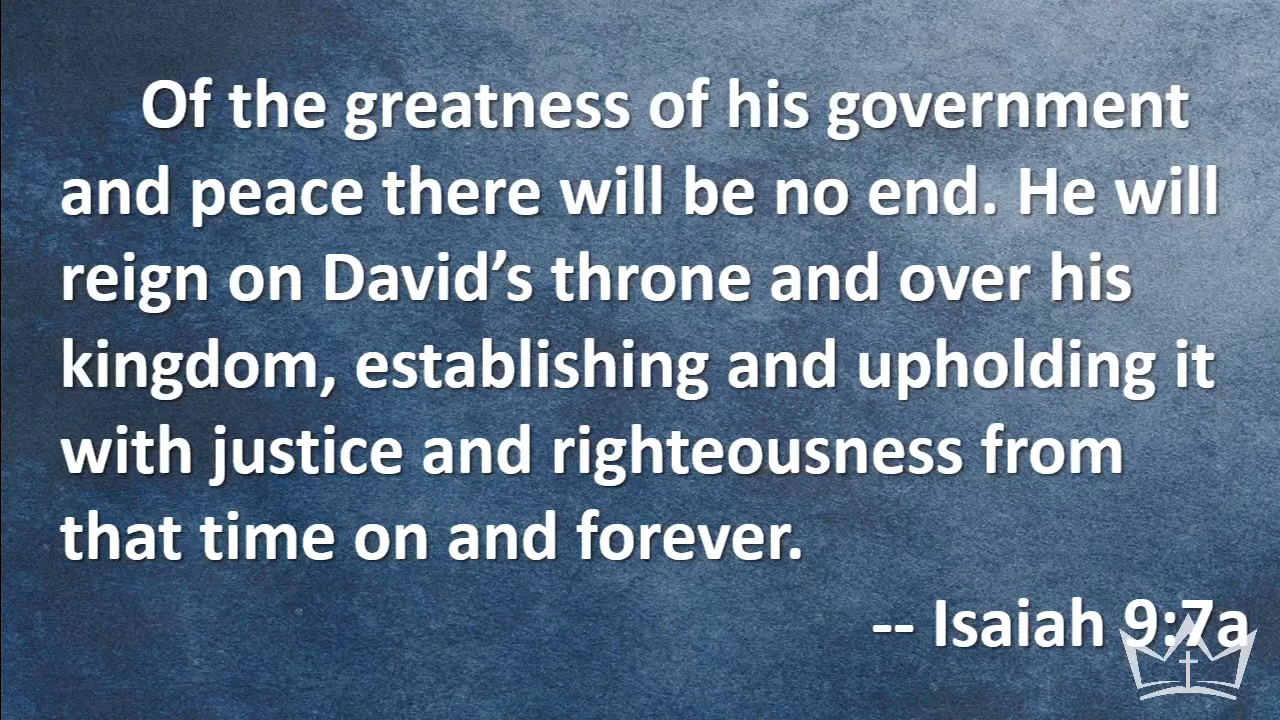 Of the greatness of his government
and peace there will be no end. He will
reign on David’s throne and over his
kingdom, establishing and upholding it
with justice and righteousness from
that time on and forever.
-- Isaiah 9:7a